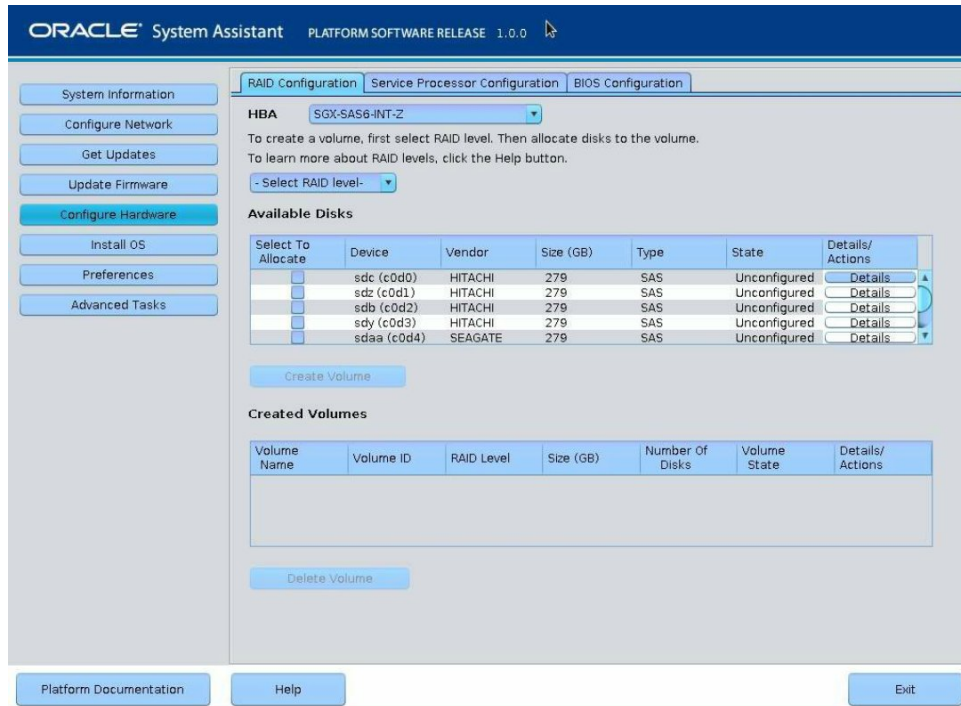 ORACLE System Assistant PLATFORM SOFTWARE RELEASE 1.0.0
System Information
Configure Network
Get Updates
Update Firmware
Configure Hardware
Install OS
Preferences
Advanced Tasks
RAID Configuration Service Processor Configuration BIOS Configuration
HBA SGX-SAS6-INT-Z
To create a volume, first select RAID level. Then allocate disks to the volume.
To learn more about RAID levels, click the Help button.
- Select RAID level-
Available Disks
Select To Allocate Device Vendor Size (GB) Type State Details/ Actions
sdc (c0d0) HITACHI 279 SAS Unconfigured Details
sdz (c0d1) HITACHI 279 SAS Unconfigured Details
sdb (c0d2) HITACHI 279 SAS Unconfigured Details
sdy (c0d3) HITACHI 279 SAS Unconfigured Details
sdaa (c0d4) SEAGATE 279 SAS Unconfigured Details
Create Volume
Created Volumes
Volume Name Volume ID RAID Level Size (GB) Number Of Disks Volume State Details/ Actions
Delete Volume
Platform Documentation Help Exit